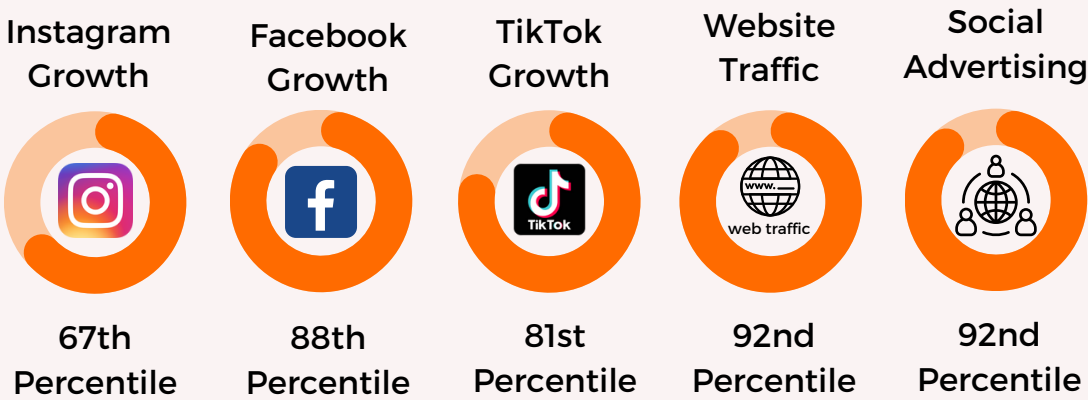 Instagram
Growth
Facebook
Growth
TikTok
Growth
Website
Traffic
Social
Advertising
TikTok
www.
web traffic
67th
Percentile
88th
Percentile
81st
Percentile
92nd
Percentile
92nd
Percentile